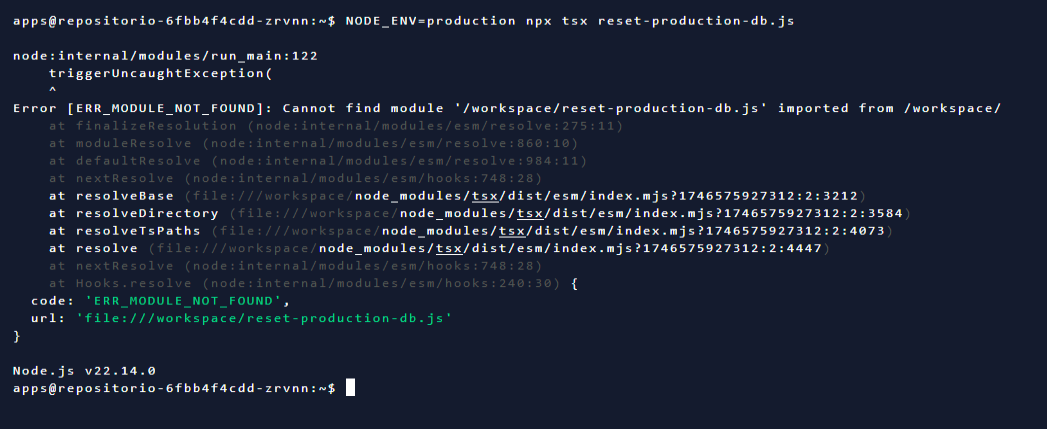 apps@repositorio-6fbb4f4cdd-zrvnn:~$ NODE_ENV=production npx tsx reset-production-db.js
node:internal/modules/run_main:122
    triggerUncaughtException(
    ^
Error [ERR_MODULE_NOT_FOUND]: Cannot find module '/workspace/reset-production-db.js' imported from /workspace/
    at finalizeResolution (node:internal/modules/esm/resolve:275:11)
    at moduleResolve (node:internal/modules/esm/resolve:860:10)
    at defaultResolve (node:internal/modules/esm/resolve:984:11)
    at nextResolve (node:internal/modules/esm/hooks:748:28)
    at resolveBase (file:///workspace/node_modules/tsx/dist/esm/index.mjs?1746575927312:2:3212)
    at resolveDirectory (file:///workspace/node_modules/tsx/dist/esm/index.mjs?1746575927312:2:3584)
    at resolveTsPaths (file:///workspace/node_modules/tsx/dist/esm/index.mjs?1746575927312:2:4073)
    at resolve (file:///workspace/node_modules/tsx/dist/esm/index.mjs?1746575927312:2:4447)
    at nextResolve (node:internal/modules/esm/hooks:748:28)
    at Hooks.resolve (node:internal/modules/esm/hooks:240:30) {
  code: 'ERR_MODULE_NOT_FOUND',
  url: 'file:///workspace/reset-production-db.js'
}
Node.js v22.14.0
apps@repositorio-6fbb4f4cdd-zrvnn:~$